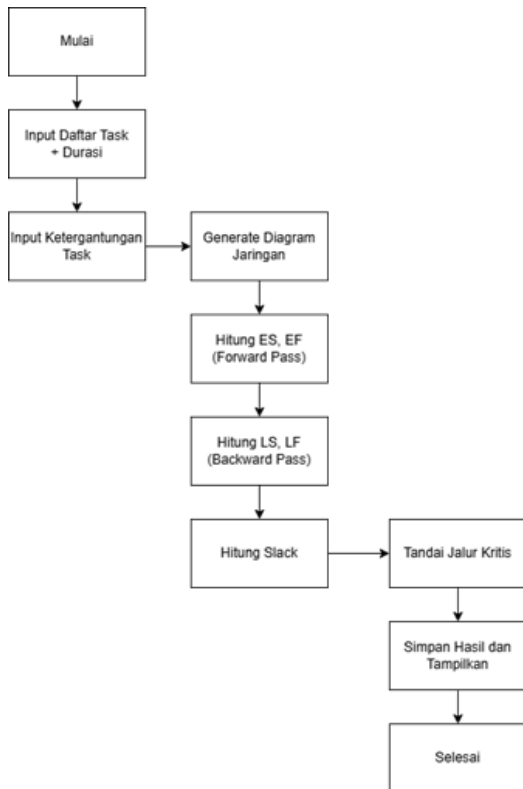 Mulai
Input Daftar Task
+ Durasi
Input Ketergantungan
Task
Generate Diagram
Jaringan
Hitung ES, EF
(Forward Pass)
Hitung LS, LF
(Backward Pass)
Hitung Slack
Tandai Jalur Kritis
Simpan Hasil dan
Tampilkan
Selesai